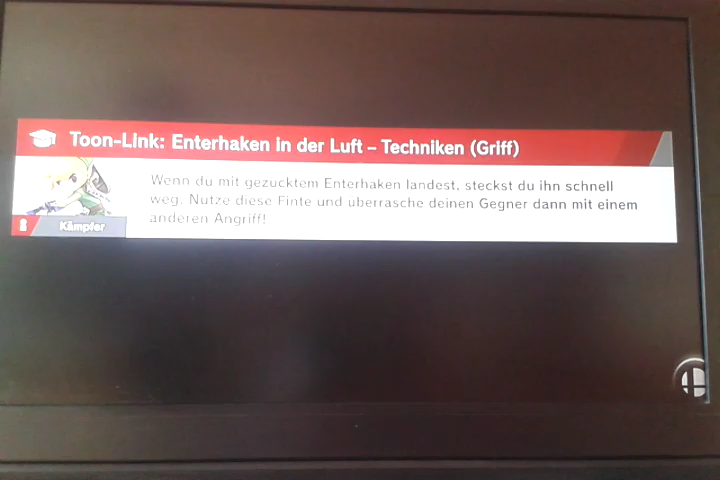 Toon-Link: Enterhaken in der Luft – Techniken (Griff)
Wenn du mit gezücktem Enterhaken landest, steckst du ihn schnell
weg. Nutze diese Finte und überrasche deinen Gegner dann mit einem
anderen Angriff!
Kämpfer